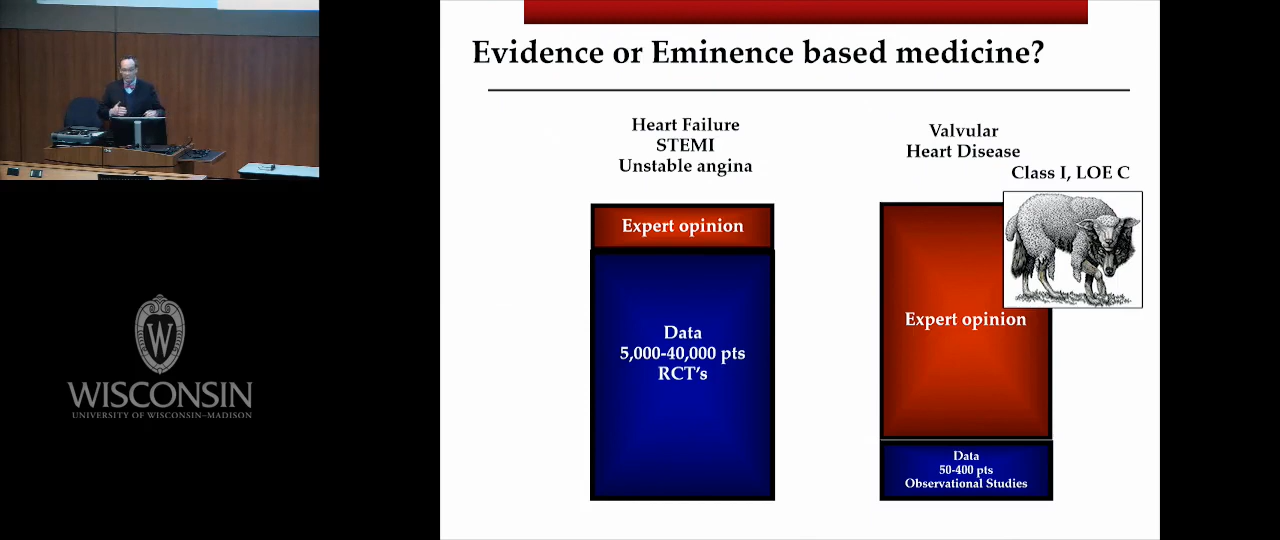 Evidence or Eminence based medicine?
Heart Failure
STEMI
Unstable angina
Expert opinion
Data
5,000-40,000 pts
RCT's
Valvular
Heart Disease
Class I, LOE C
Expert opinion
Data
50-400 pts
Observational Studies
W
WISCONSIN
UNIVERSITY OF WISCONSIN–MADISON